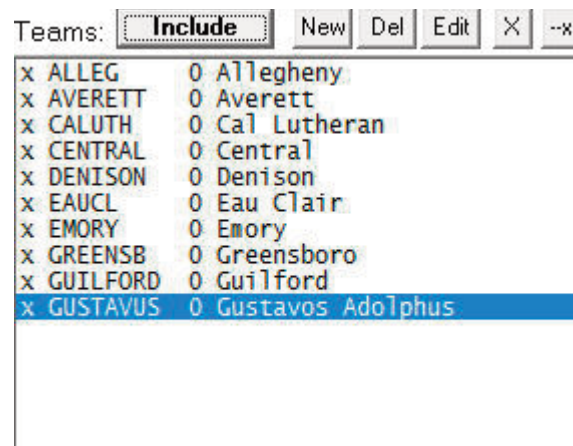 Teams: Include New Del Edit X --x
x ALLEG 0 Allegheny
x AVERETT 0 Averett
x CALUTH 0 Cal Lutheran
x CENTRAL 0 Central
x DENISON 0 Denison
x EAUCL 0 Eau Clair
x EMORY 0 Emory
x GREENSB 0 Greensboro
x GUILFORD 0 Guilford
x GUSTAVUS 0 Gustavos Adolphus